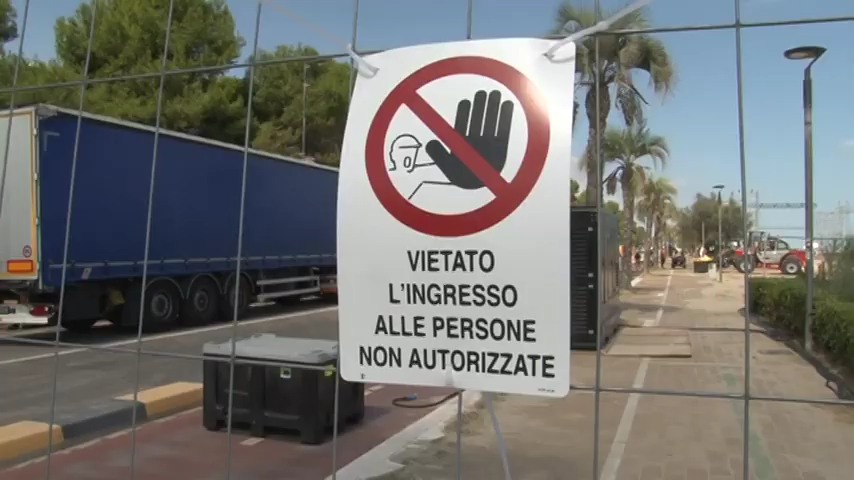 VIETATO
L'INGRESSO
ALLE PERSONE
NON AUTORIZZATE